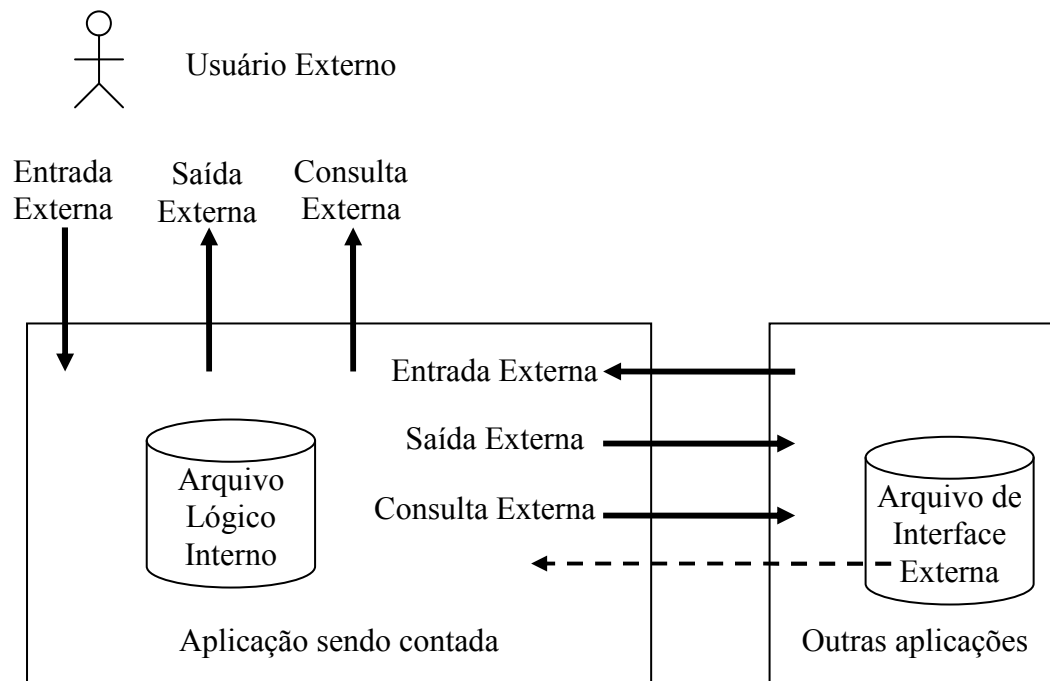 Usuário Externo
Entrada
Externa
Saída
Externa
Consulta
Externa
Entrada Externa
Saída Externa
Consulta Externa
Arquivo
Lógico
Interno
Arquivo de
Interface
Externa
Aplicação sendo contada
Outras aplicações